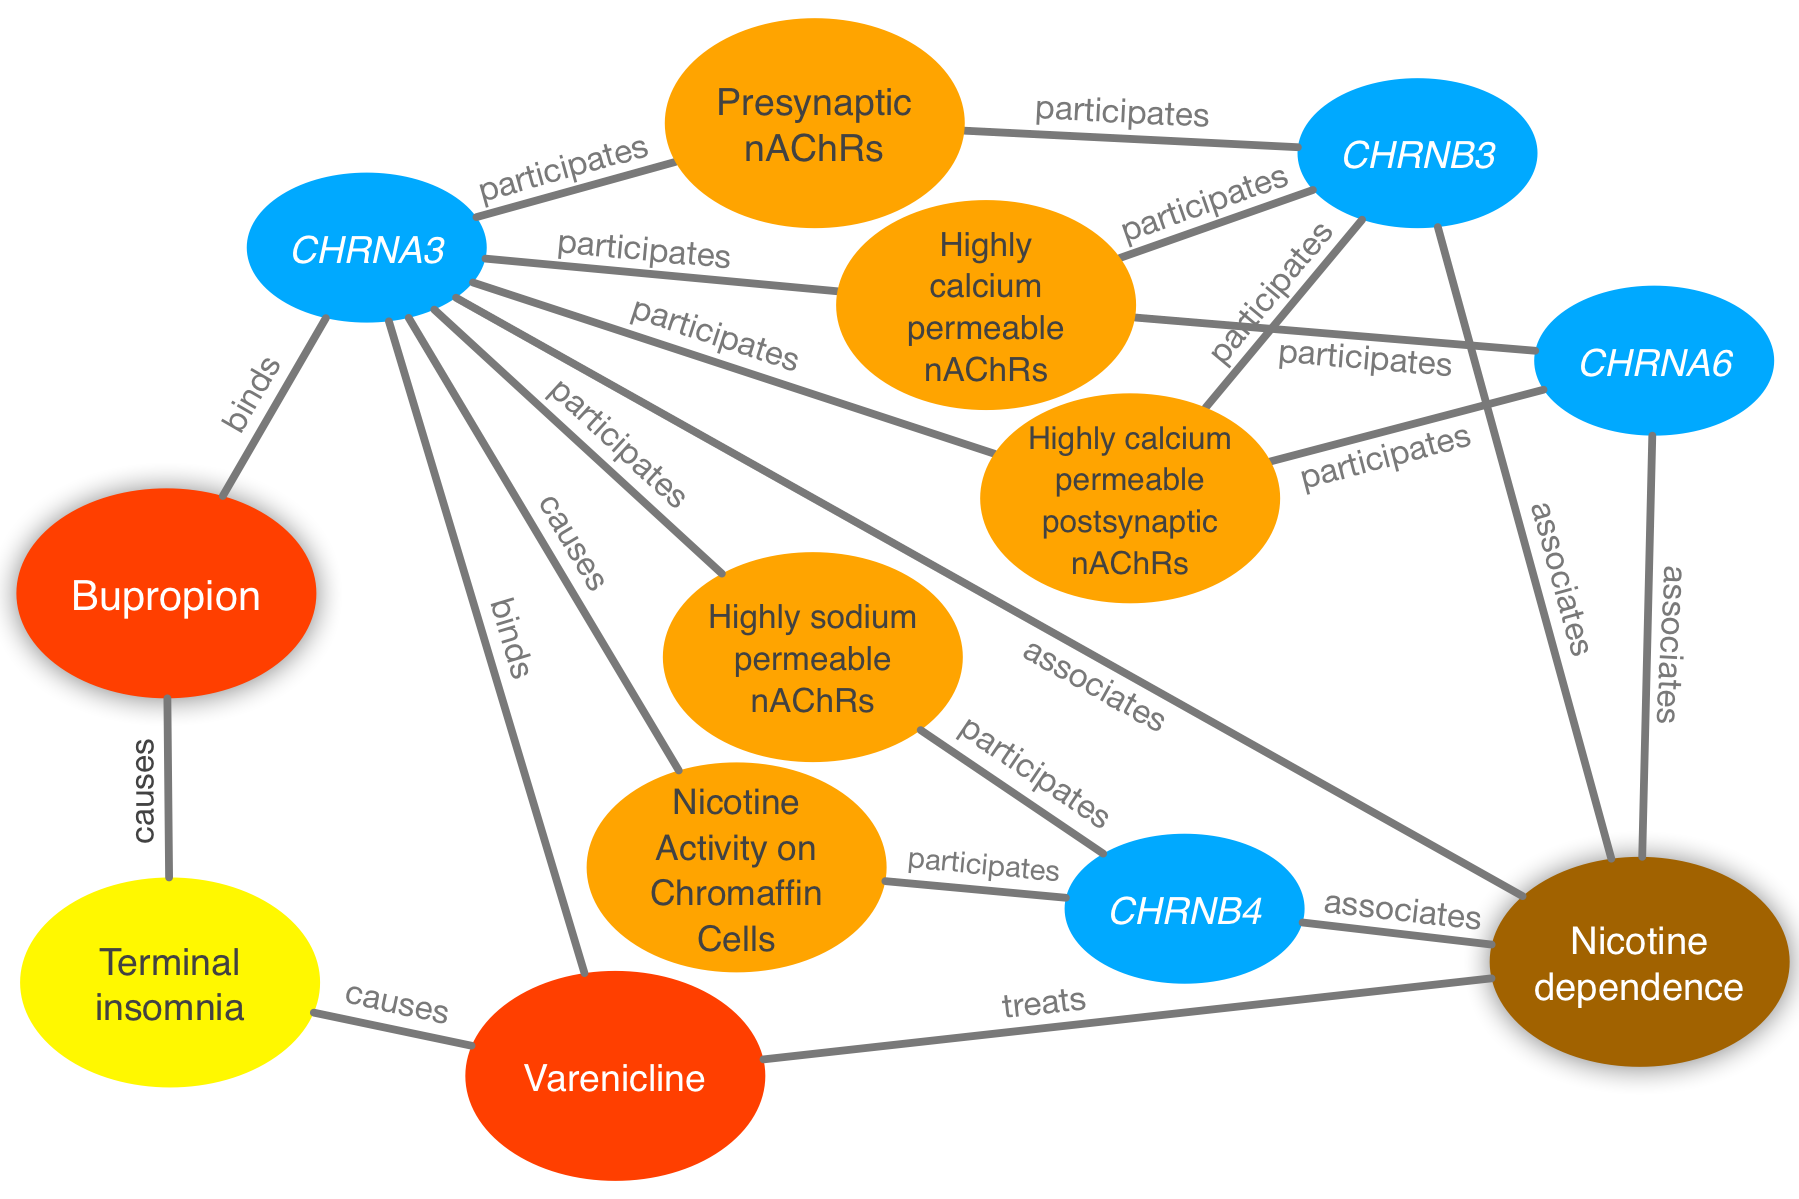 Presynaptic
nAChRs
participates
CHRNB3
participates
CHRNA3
participates
participates
Highly
calcium
permeable
nAChRs
participates
participates
CHRNA6
participates
participates
binds
participates
Highly calcium
permeable
postsynaptic
nAChRs
participates
causes
associates
associates
Bupropion
binds
Highly sodium
permeable
nAChRs
associates
participates
causes
Nicotine
Activity on
Chromaffin
Cells
participates
CHRNB4
associates
Nicotine
dependence
Terminal
insomnia
causes
treats
Varenicline